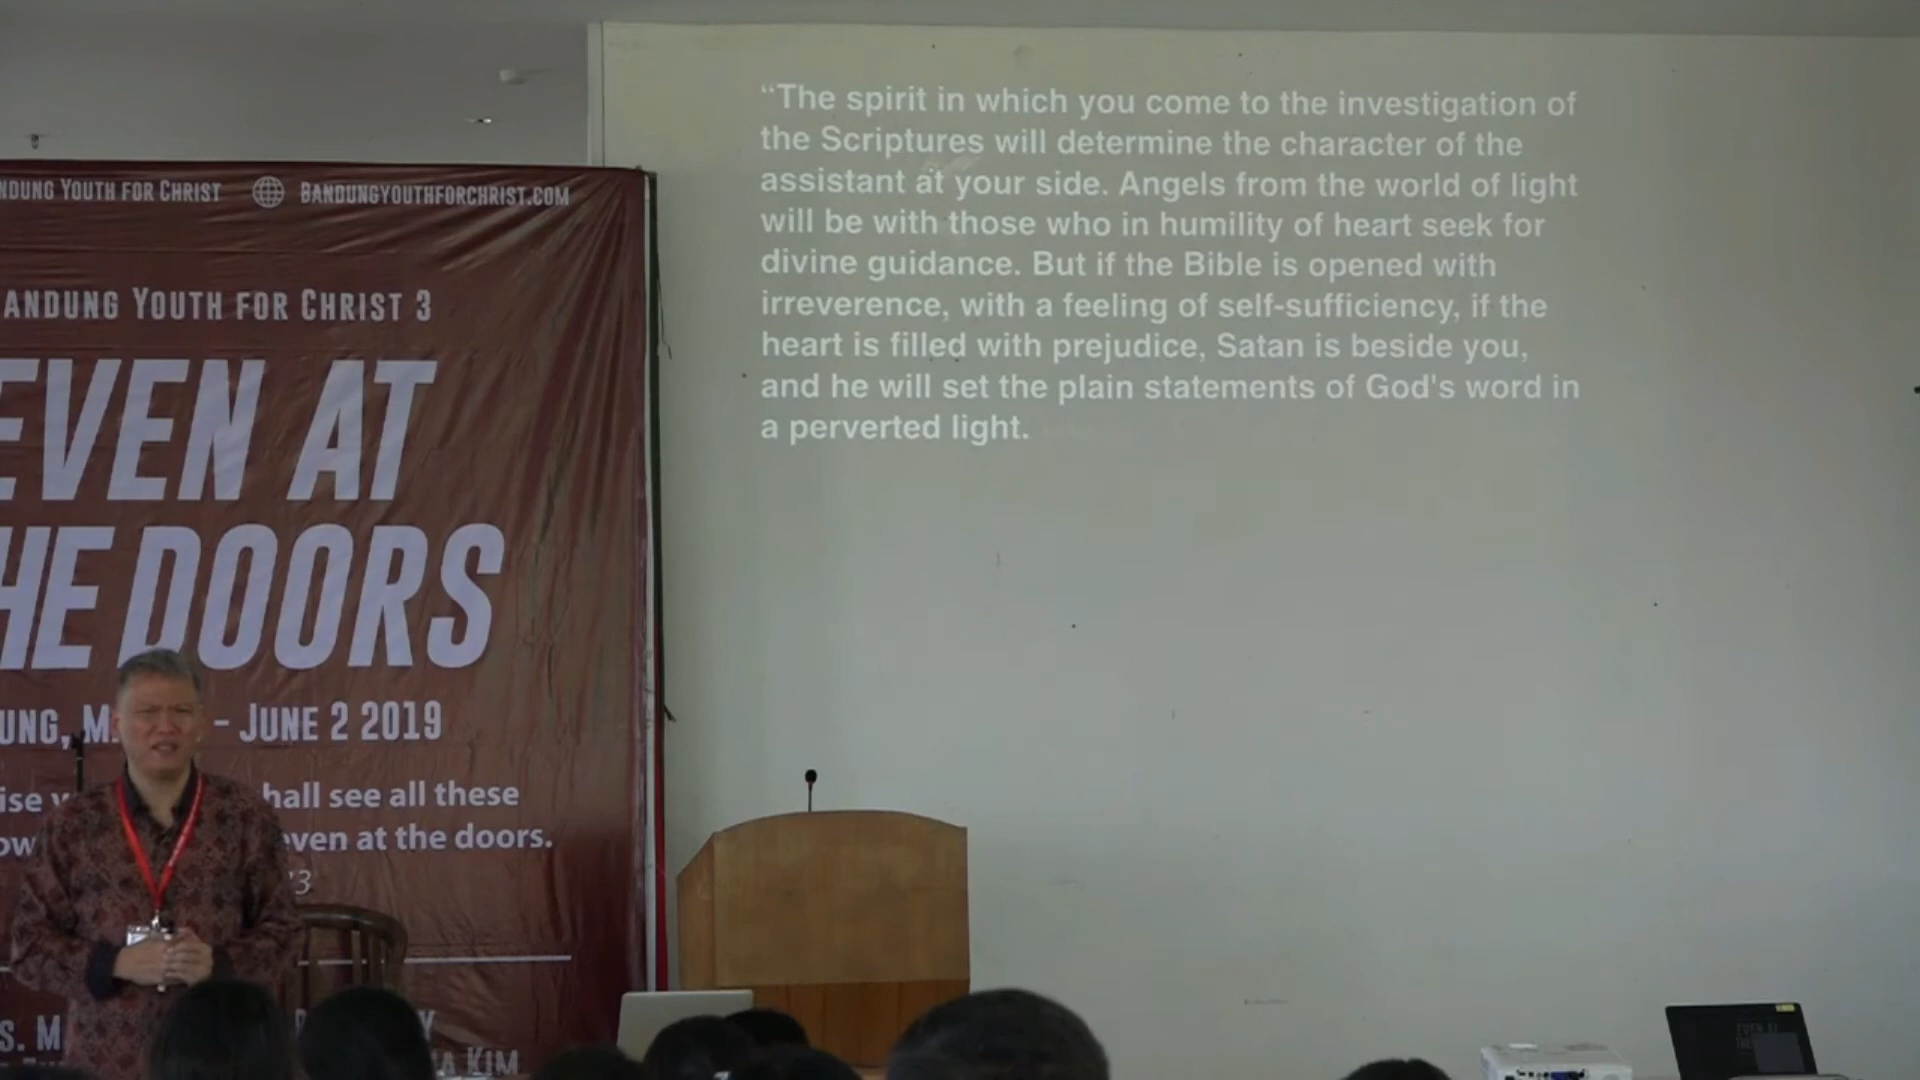 NDUNG YOUTH FOR CHRIST BANDUNGYOUTHFORCHRIST.COM
ANDUNG YOUTH FOR CHRIST 3
EVEN AT
HE DOORS
UNG, M - JUNE 2 2019
ise hall see all these
ow even at the doors.
3
S. M Y
A KIM
“The spirit in which you come to the investigation of
the Scriptures will determine the character of the
assistant at your side. Angels from the world of light
will be with those who in humility of heart seek for
divine guidance. But if the Bible is opened with
irreverence, with a feeling of self-sufficiency, if the
heart is filled with prejudice, Satan is beside you,
and he will set the plain statements of God's word in
a perverted light.
EVEN AT